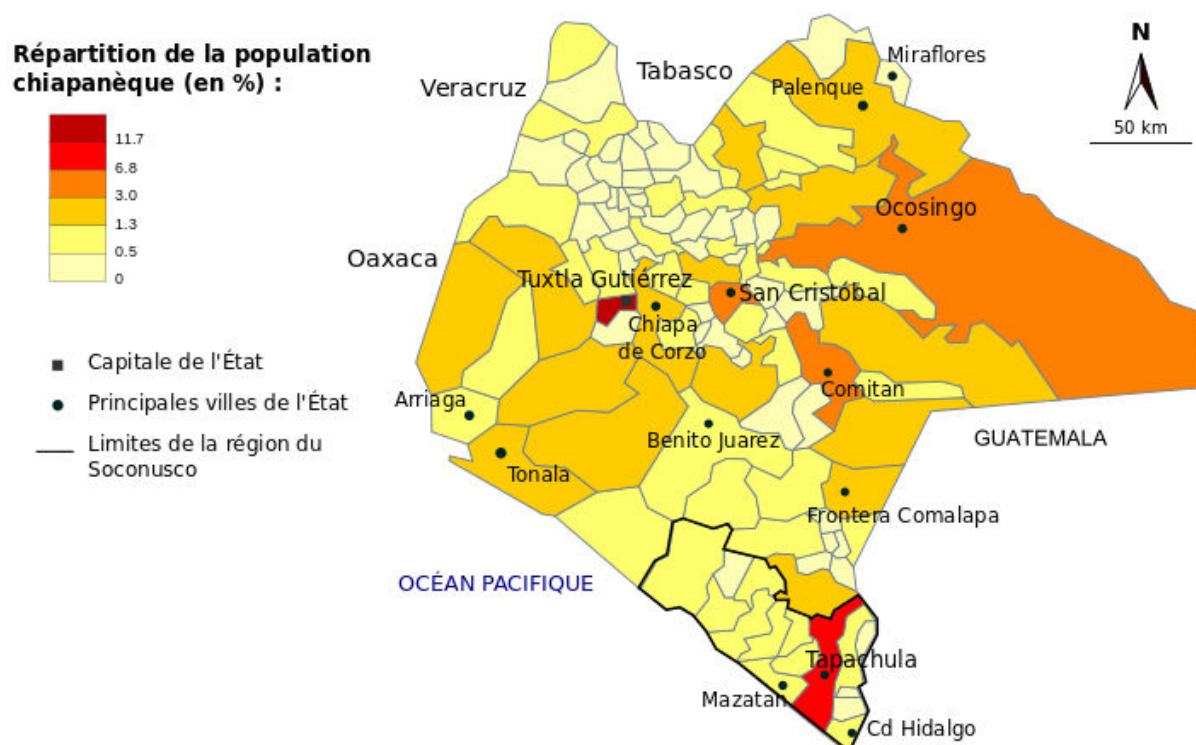 Répartition de la population
chiapanèque (en %) :
11.7
6.8
3.0
1.3
0.5
0
Capitale de l'État
Principales villes de l'État
Limites de la région du
Soconusco
Veracruz
Tabasco
Oaxaca
Miraflores
Palenque
N
50 km
Ocosingo
Tuxtla Gutiérrez
San Cristóbal
Chiapa
de Corzo
Comitan
Arriaga
Benito Juarez
GUATEMALA
Tonala
Frontera Comalapa
OCÉAN PACIFIQUE
Tapachula
Mazatan
Cd Hidalgo